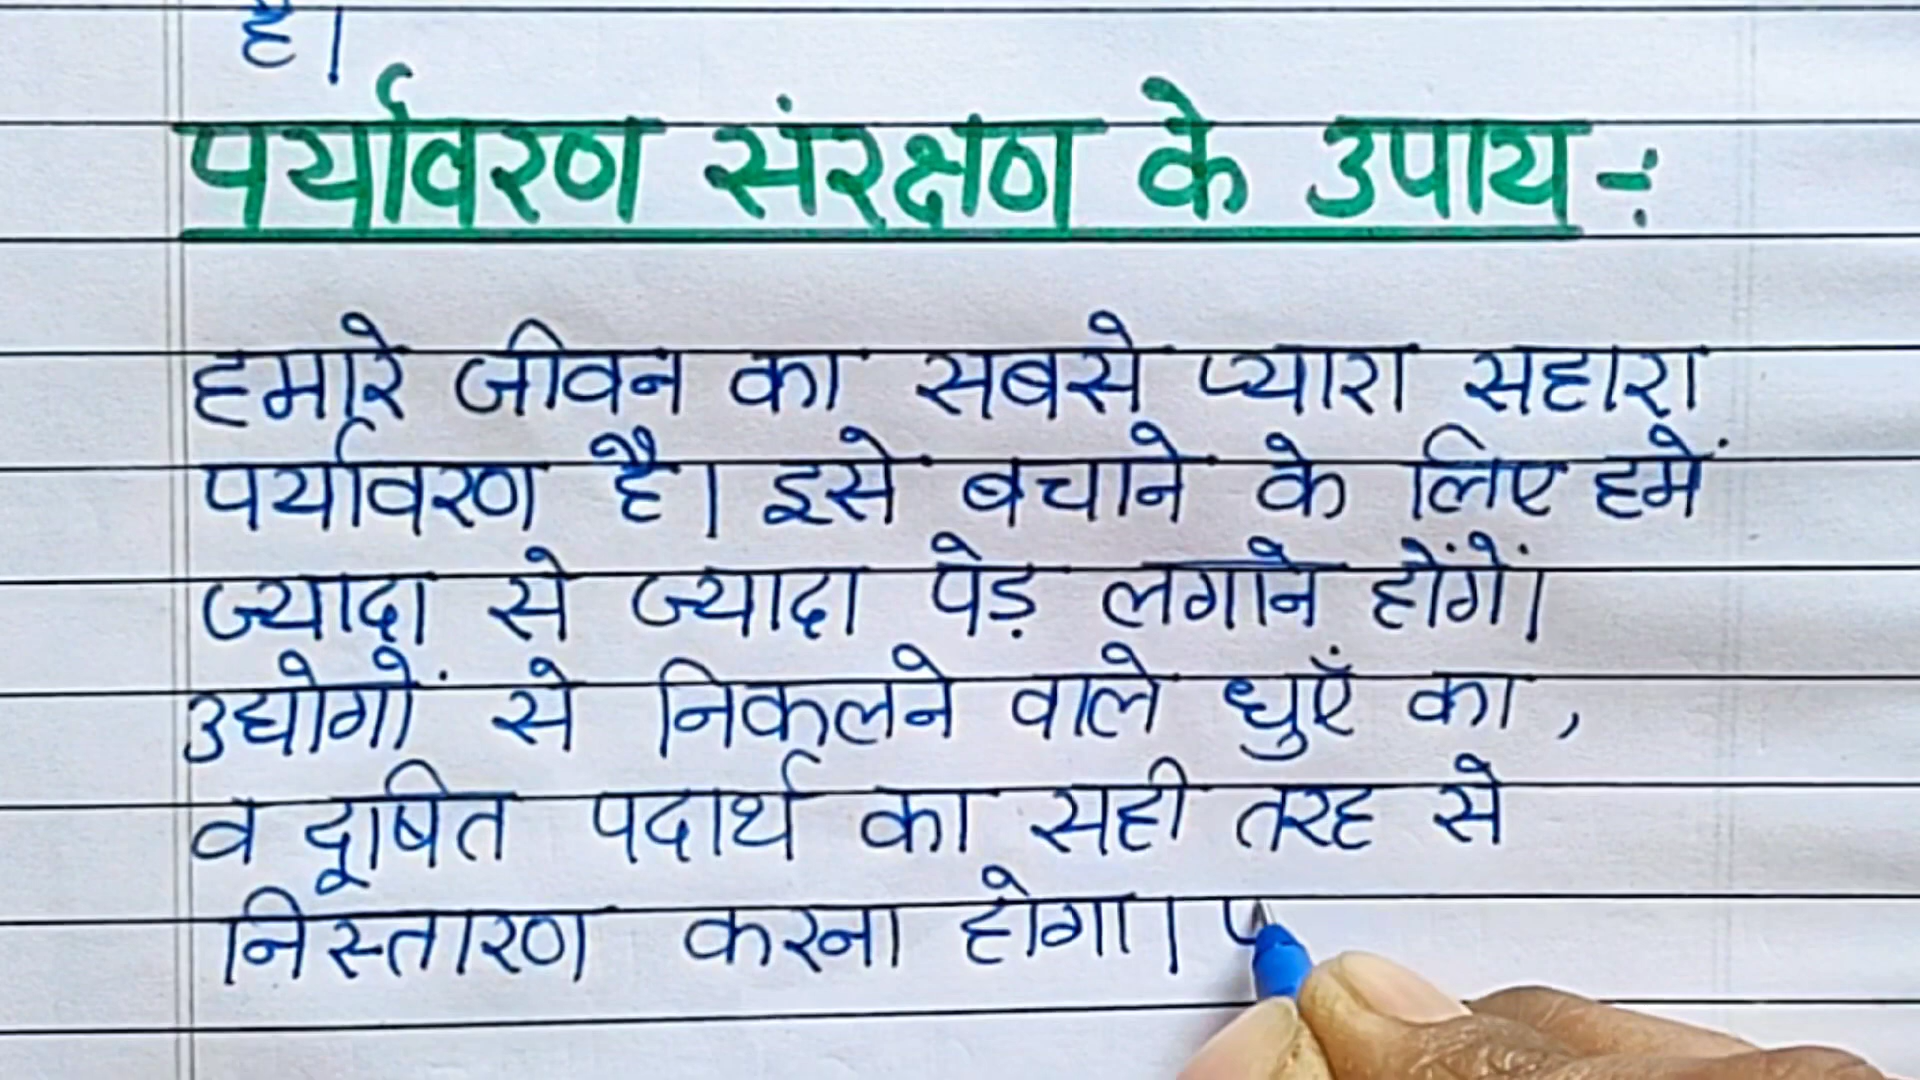 है।
पर्यावरण संरक्षण के उपाय -:
हमारे जीवन का सबसे प्यारा सहारा
पर्यावरण है। इसे बचाने के लिए हमें
ज्यादा से ज्यादा पेड़ लगाने होंगें।
उद्योगों से निकलने वाले धुएँ का,
व दूषित पदार्थ का सही तरह से
निस्तारण करना होगा।